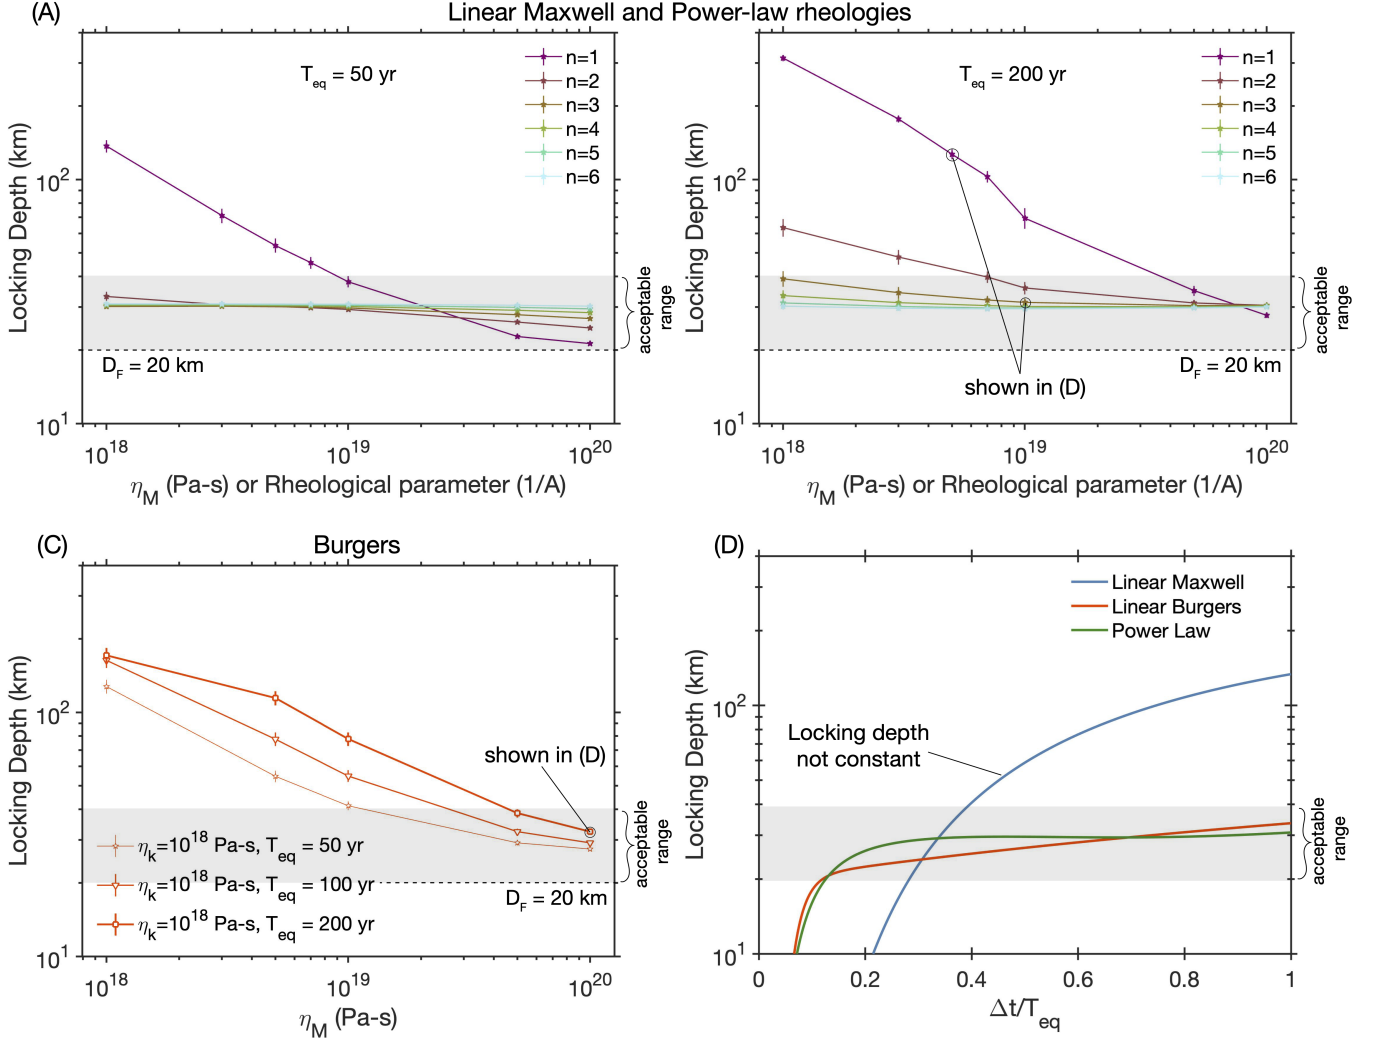 (A)
Linear Maxwell and Power-law rheologies
T_eq = 50 yr
n=1
n=2
n=3
n=4
n=5
n=6
10^2
10^1
Locking Depth (km)
acceptable
range
D_F = 20 km
10^18
10^19
10^20
η_M (Pa-s) or Rheological parameter (1/A)
T_eq = 200 yr
n=1
n=2
n=3
n=4
n=5
n=6
10^2
10^1
Locking Depth (km)
acceptable
range
D_F = 20 km
shown in (D)
10^18
10^19
10^20
η_M (Pa-s) or Rheological parameter (1/A)
(C)
Burgers
10^2
10^1
Locking Depth (km)
shown in (D)
acceptable
range
η_k=10^18 Pa-s, T_eq = 50 yr
η_k=10^18 Pa-s, T_eq = 100 yr
η_k=10^18 Pa-s, T_eq = 200 yr
D_F = 20 km
10^18
10^19
10^20
η_M (Pa-s)
(D)
Linear Maxwell
Linear Burgers
Power Law
10^2
10^1
Locking Depth (km)
Locking depth
not constant
acceptable
range
0
0.2
0.4
0.6
0.8
1
Δt/T_eq